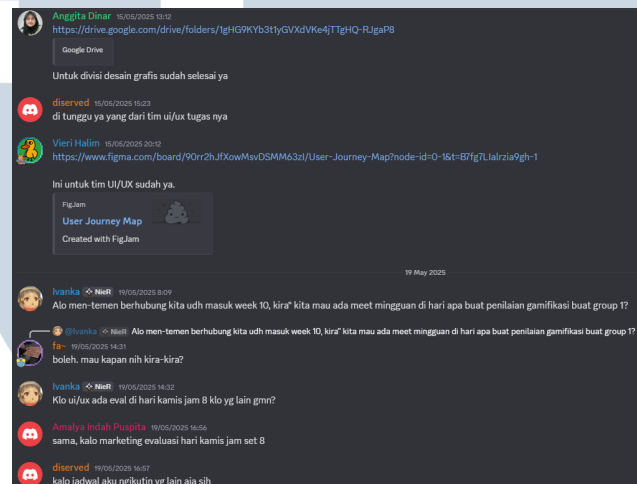 Anggita Dinar 15/05/2025 13:12
https://drive.google.com/drive/folders/1gHG9KYb3t1yGVXdVKe4jTTgHQ-RJgaP8
Google Drive
Untuk divisi desain grafis sudah selesai ya
diserved 15/05/2025 15:23
di tunggu ya yang dari tim ui/ux tugas nya
Vieri Halim 15/05/2025 20:12
https://www.figma.com/board/90rr2hJfXowMsvDSMM63zI/User-Journey-Map?node-id=0-1&t=B7fg7LIalrzia9gh-1
Ini untuk tim UI/UX sudah ya.
FigJam
User Journey Map
Created with FigJam
19 May 2025
Ivanka NieR 19/05/2025 8:09
Alo men-temen berhubung kita udh masuk week 10, kira" kita mau ada meet mingguan di hari apa buat penilaian gamifikasi buat group 1?
@Ivanka NieR Alo men-temen berhubung kita udh masuk week 10, kira" kita mau ada meet mingguan di hari apa buat penilaian gamifikasi buat group 1?
fa~ 19/05/2025 14:31
boleh. mau kapan nih kira-kira?
Ivanka NieR 19/05/2025 14:32
Klo ui/ux ada eval di hari kamis jam 8 klo yg lain gmn?
Amalya Indah Puspita 19/05/2025 16:56
sama, kalo marketing evaluasi hari kamis jam set 8
diserved 19/05/2025 16:57
kalo jadwal aku ngikutin yg lain aja sih